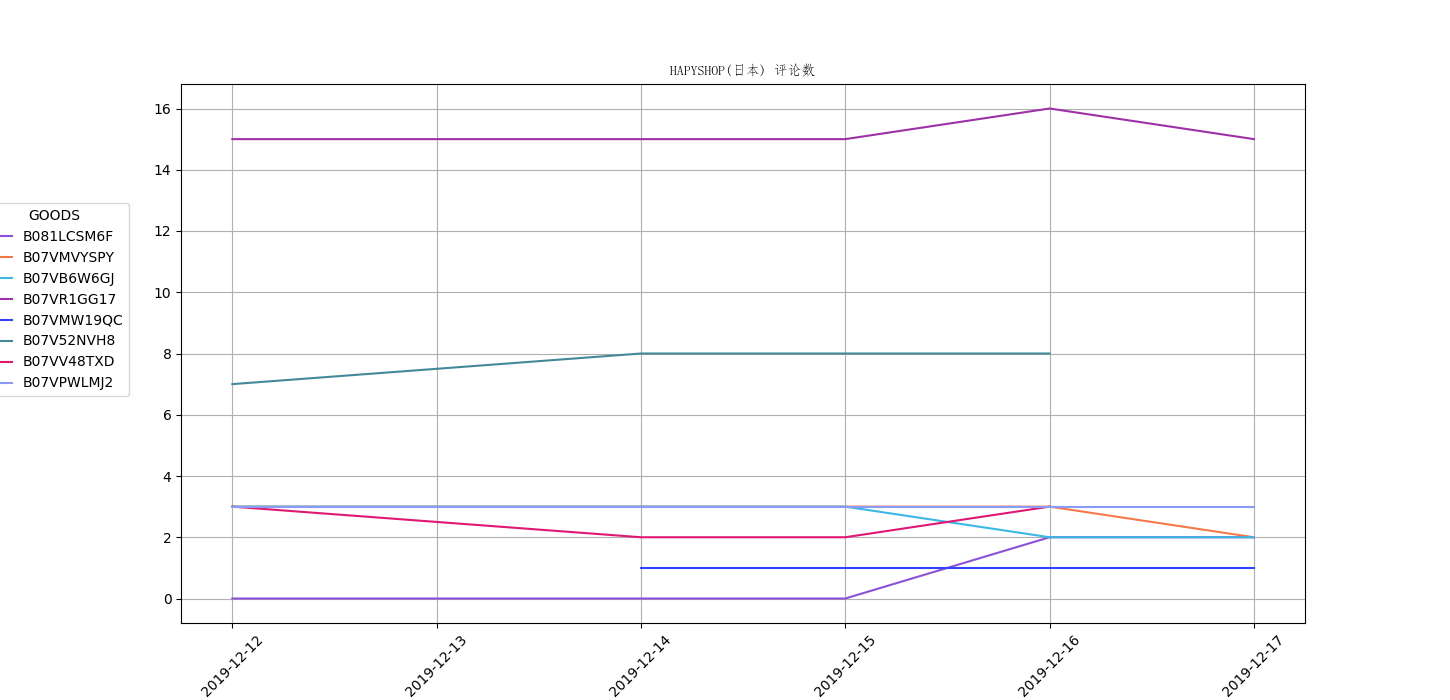 HAPYSHOP(日本) 评论数
16
14
12
10
8
6
4
2
0
GOODS
B081LCSM6F
B07VMVYSPY
B07VB6W6GJ
B07VR1GG17
B07VMW19QC
B07V52NVH8
B07VV48TXD
B07VPWLMJ2
2019-12-12
2019-12-13
2019-12-14
2019-12-15
2019-12-16
2019-12-17